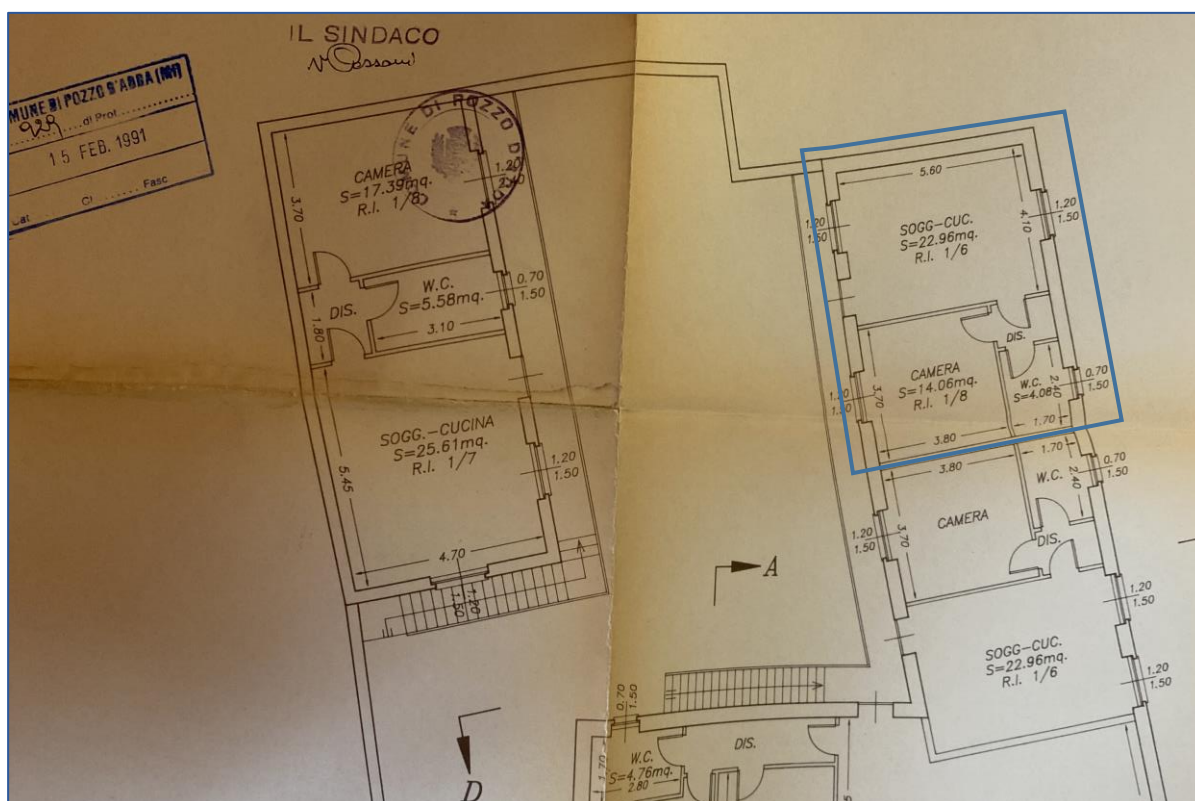 IL SINDACO
COMUNE DI POZZO D'ADDA (MI)
929 di Prot.
15 FEB. 1991
Cat. Cl. Fasc
COMUNE DI POZZO D'ADDA
CAMERA
S=17.39mq.
R.I. 1/8
3.70
1.20
W.C.
S=5.58mq.
3.10
0.70
1.50
DIS.
1.80
SOGG.-CUCINA
S=25.61mq.
R.I. 1/7
5.45
4.70
1.20
1.50
1.20
1.50
5.60
4.10
SOGG-CUC.
S=22.96mq.
R.I. 1/6
1.20
1.50
1.20
1.50
DIS.
CAMERA
S=14.06mq.
R.I. 1/8
3.70
3.80
1.20
1.50
W.C.
S=4.08
2.40
1.70
0.70
1.50
3.80
1.70
W.C.
2.40
0.70
1.50
CAMERA
3.70
DIS.
1.20
1.50
1.20
1.50
SOGG-CUC.
S=22.96mq.
R.I. 1/6
1.20
1.50
A
D
0.70
1.50
W.C.
S=4.76mq.
2.80
1.70
DIS.